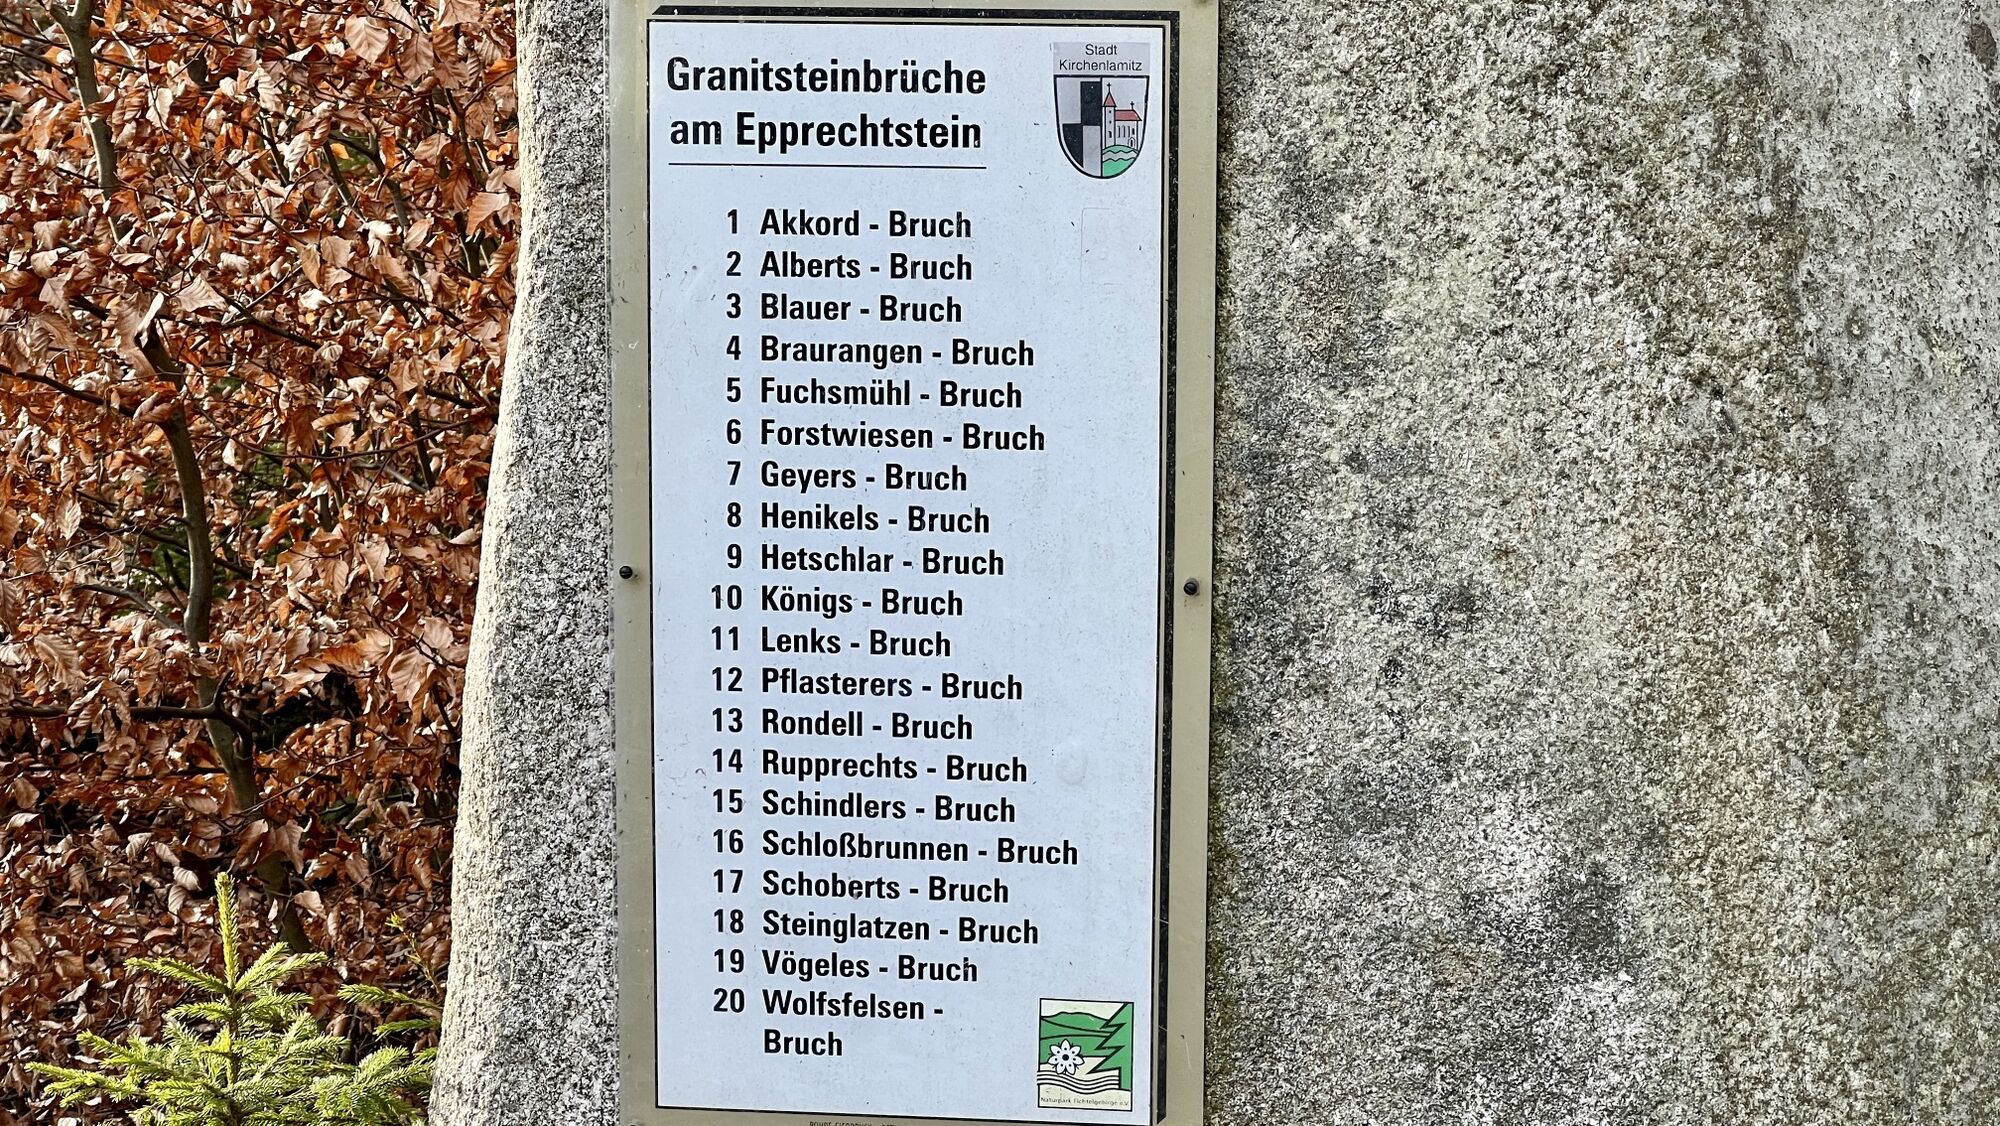 Stadt
Kirchenlamitz
Granitsteinbrüche
am Epprechtstein
1 Akkord - Bruch
2 Alberts - Bruch
3 Blauer - Bruch
4 Braurangen - Bruch
5 Fuchsmühl - Bruch
6 Forstwiesen - Bruch
7 Geyers - Bruch
8 Henikels - Bruch
9 Hetschlar - Bruch
10 Königs - Bruch
11 Lenks - Bruch
12 Pflasterers - Bruch
13 Rondell - Bruch
14 Rupprechts - Bruch
15 Schindlers - Bruch
16 Schloßbrunnen - Bruch
17 Schoberts - Bruch
18 Steinglatzen - Bruch
19 Vögeles - Bruch
20 Wolfsfelsen -
Bruch
Naturpark Fichtelgebirge e.V.